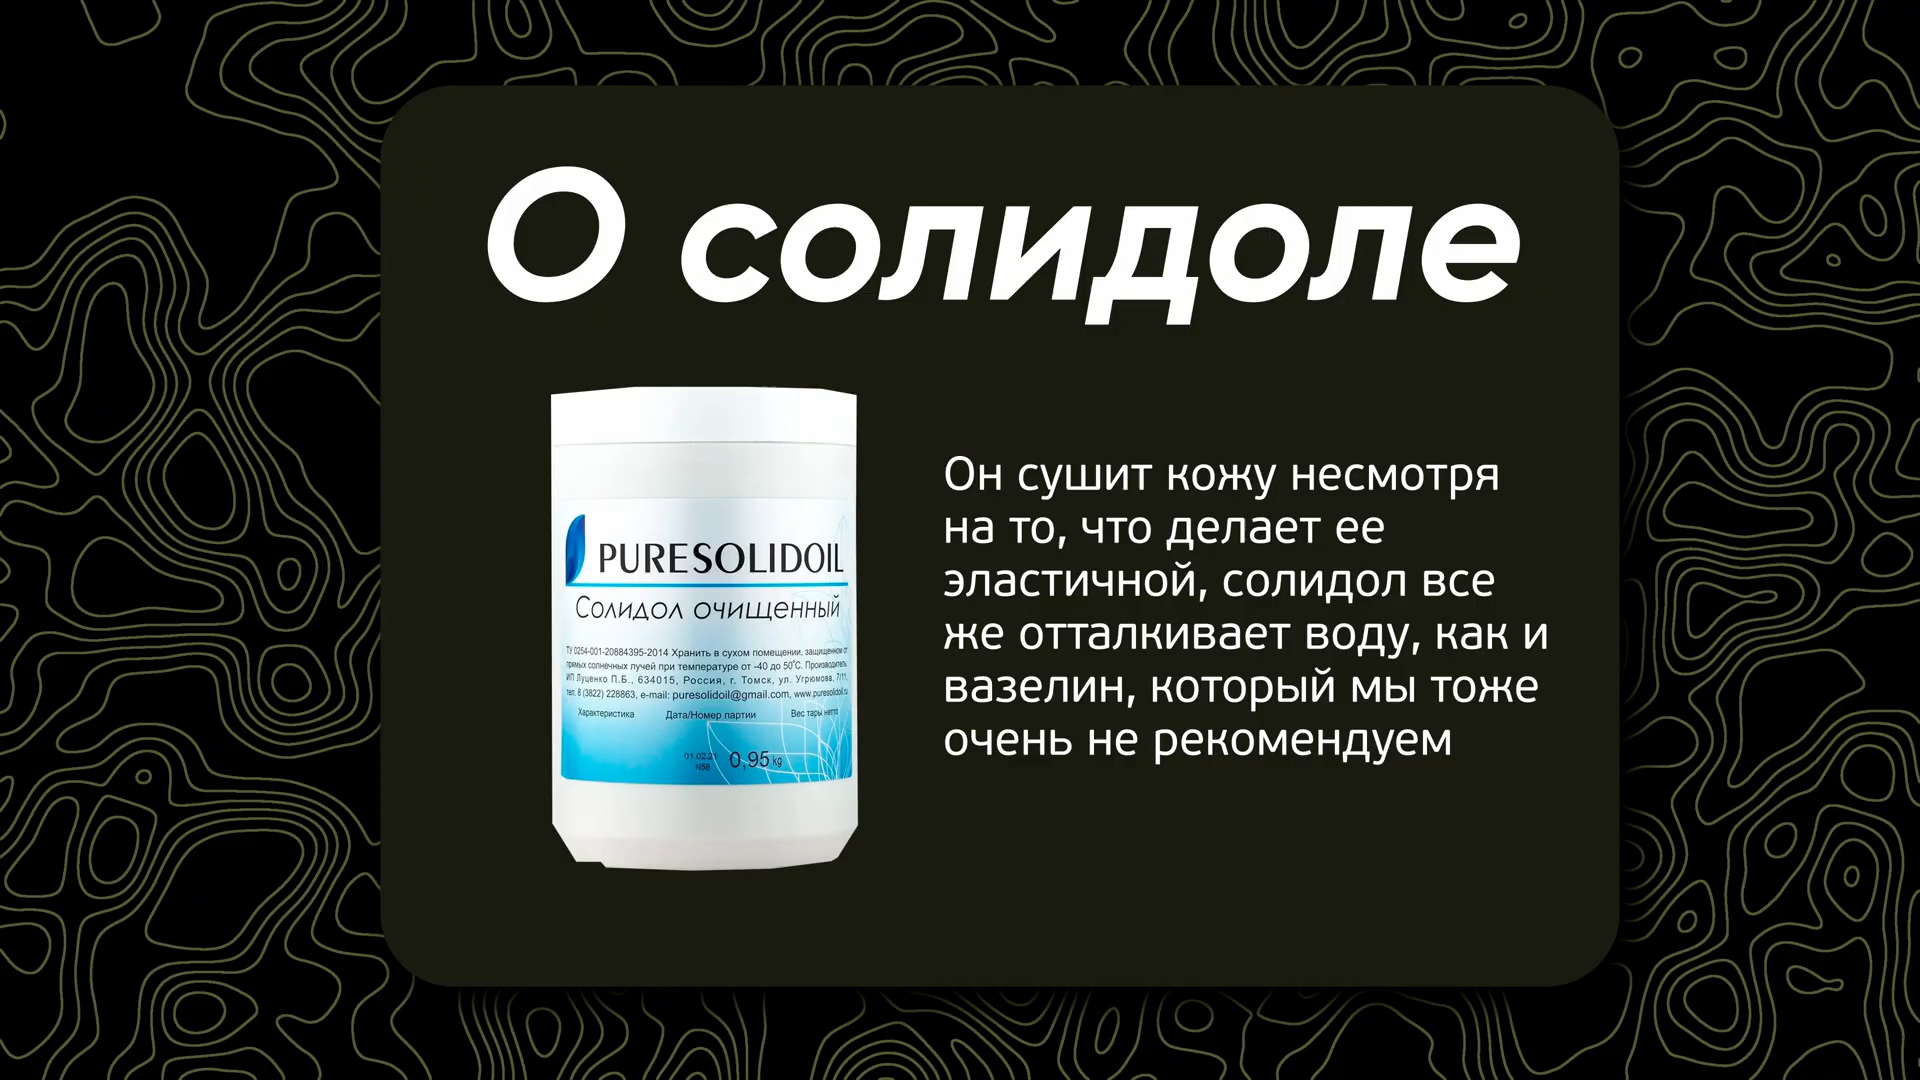 О солидоле
PURESOLIDOIL
Солидол очищенный
ТУ 0254-001-20884395-2014 Хранить в сухом помещении, защищенном от
прямых солнечных лучей при температуре от -40 до 50°С. Производитель:
ИП Луценко П.Б., 634015, Россия, г. Томск, ул. Угрюмова, 7/11,
тел. 8 (3822) 228863, e-mail: puresolidoil@gmail.com, www.puresolidoil.ru
Характеристика Дата/Номер партии Вес тары нетто
01 02.21
№58
0,95 kg
Он сушит кожу несмотря
на то, что делает ее
эластичной, солидол все
же отталкивает воду, как и
вазелин, который мы тоже
очень не рекомендуем